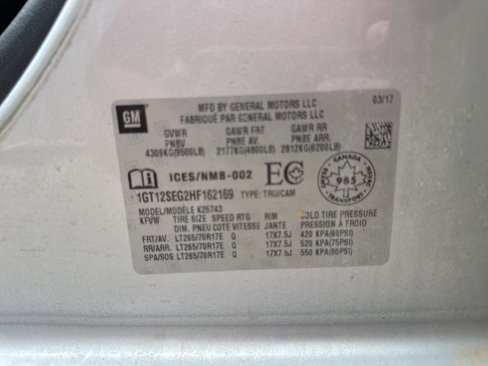 GM
MFD BY GENERAL MOTORS LLC
FABRIQUÉ PAR GENERAL MOTORS LLC
03/17
GVWR GAWR FRT GAWR RR
PNBV PNBE AV. PNBE ARR.
4309KG(9500LB) 2177KG(4800LB) 2812KG(6200LB)
ICES/NMB-002 EC
CANADA
985
TRANSPORT
1GT12SEG2HF162169 TYPE: TRU/CAM
MODEL/MODÈLE K25743
KFVW TIRE SIZE SPEED RTG RIM COLD TIRE PRESSURE
DIM. PNEU COTE VITESSE JANTE PRESSION À FROID
FRT/AV. LT265/70R17E Q 17X7.5J 420 KPA(60PSI)
RR/ARR. LT265/70R17E Q 17X7.5J 520 KPA(75PSI)
SPA/SOS LT265/70R17E Q 17X7.5J 550 KPA(80PSI)